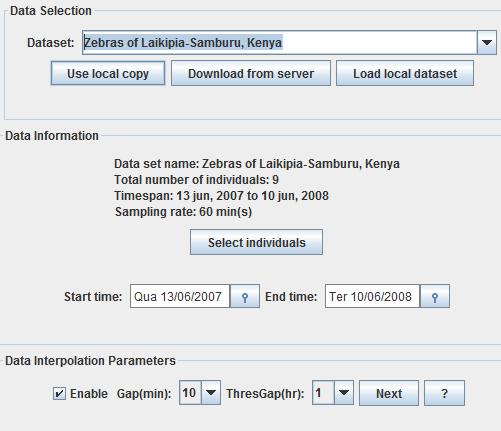 Data Selection
Dataset: Zebras of Laikipia-Samburu, Kenya
Use local copy Download from server Load local dataset
Data Information
Data set name: Zebras of Laikipia-Samburu, Kenya
Total number of individuals: 9
Timespan: 13 jun, 2007 to 10 jun, 2008
Sampling rate: 60 min(s)
Select individuals
Start time: Qua 13/06/2007 End time: Ter 10/06/2008
Data Interpolation Parameters
Enable Gap(min): 10 ThresGap(hr): 1 Next ?